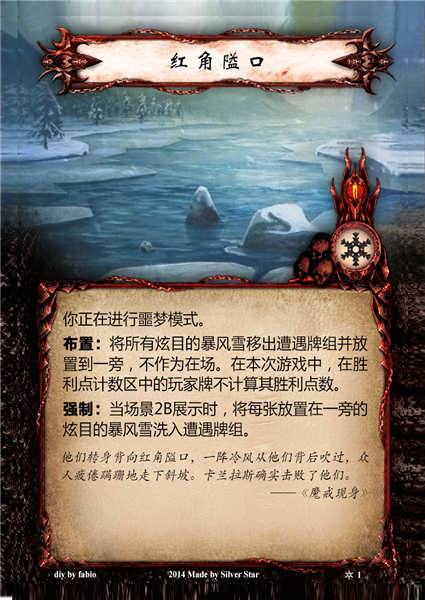 红角隘口
你正在进行噩梦模式。
布置：将所有炫目的暴风雪移出遭遇牌组并放
置到一旁，不作为在场。在本次游戏中，在胜
利点计数区中的玩家牌不计算其胜利点数。
强制：当场景2B展示时，将每张放置在一旁的
炫目的暴风雪洗入遭遇牌组。
他们转身背向红角隘口，一阵冷风从他们背后吹过，众
人疲倦蹒跚地走下斜坡。卡兰拉斯确实击败了他们。
——《魔戒现身》
diy by fabio 2014 Made by Silver Star 1